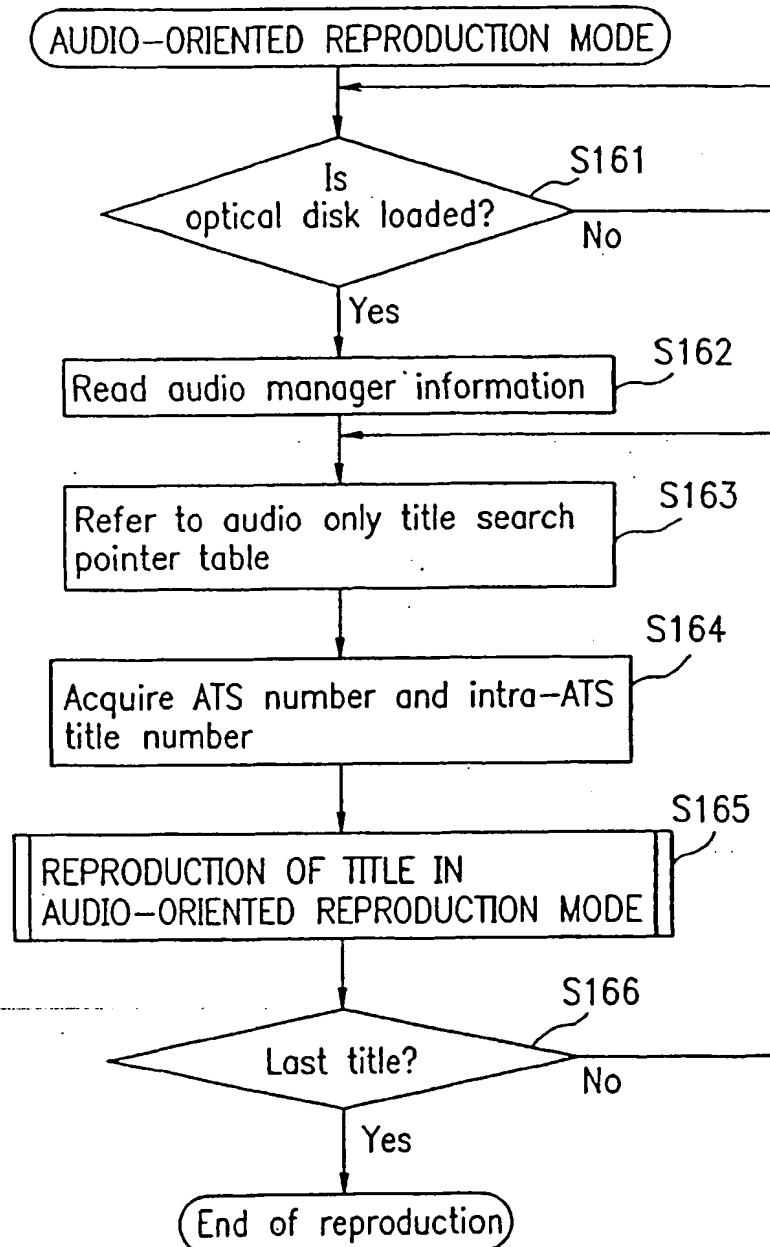 AUDIO-ORIENTED REPRODUCTION MODE
S161
Is
optical disk loaded?
No
Yes
S162
Read audio manager information
S163
Refer to audio only title search
pointer table
S164
Acquire ATS number and intra-ATS
title number
S165
REPRODUCTION OF TITLE IN
AUDIO-ORIENTED REPRODUCTION MODE
S166
Last title?
No
Yes
End of reproduction